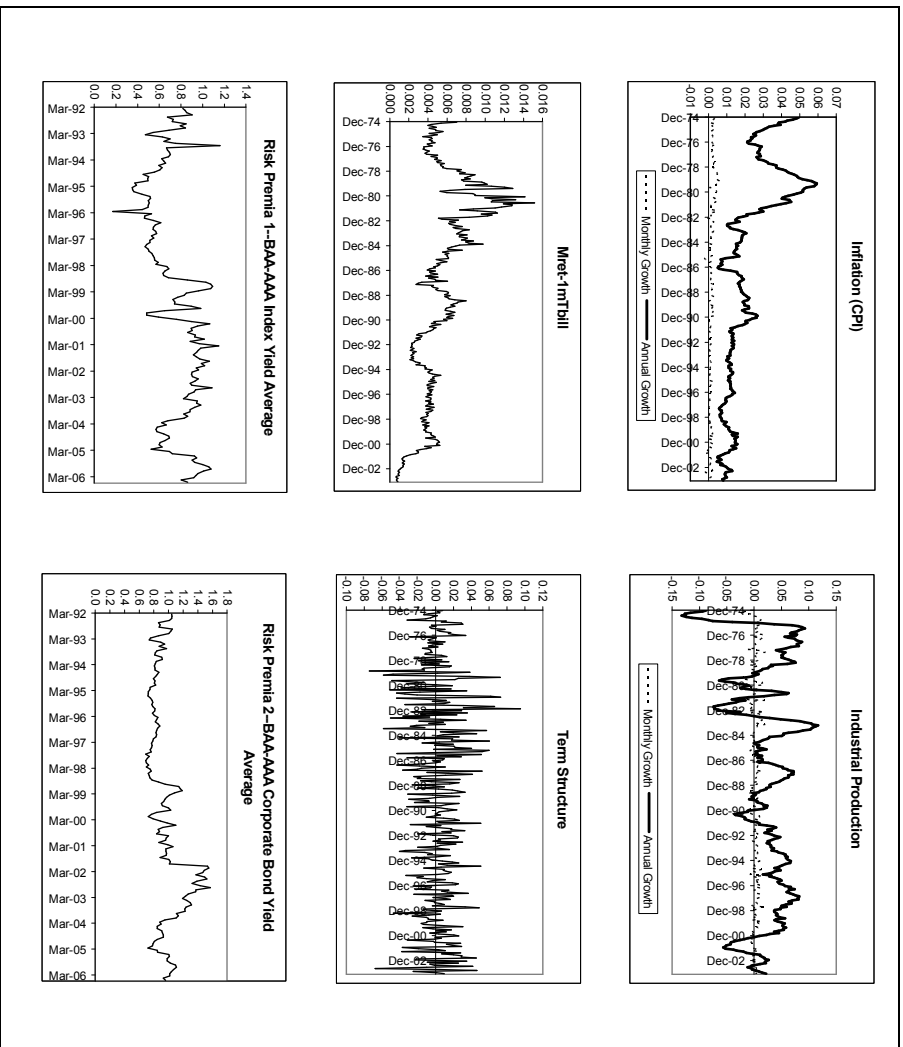 Inflation (CPI)
0.07
0.06
0.05
0.04
0.03
0.02
0.01
0.00
-0.01
Dec-74
Dec-76
Dec-78
Dec-80
Dec-82
Dec-84
Dec-86
Dec-88
Dec-90
Dec-92
Dec-94
Dec-96
Dec-98
Dec-00
Dec-02
Monthly Growth Annual Growth
Industrial Production
0.15
0.10
0.05
0.00
-0.05
-0.10
-0.15
Dec-74
Dec-76
Dec-78
Dec-80
Dec-82
Dec-84
Dec-86
Dec-88
Dec-90
Dec-92
Dec-94
Dec-96
Dec-98
Dec-00
Dec-02
Monthly Growth Annual Growth
Mret-1mTbill
0.016
0.014
0.012
0.010
0.008
0.006
0.004
0.002
0.000
Dec-74
Dec-76
Dec-78
Dec-80
Dec-82
Dec-84
Dec-86
Dec-88
Dec-90
Dec-92
Dec-94
Dec-96
Dec-98
Dec-00
Dec-02
Term Structure
0.12
0.10
0.08
0.06
0.04
0.02
0.00
-0.02
-0.04
-0.06
-0.08
-0.10
Dec-74
Dec-76
Dec-78
Dec-80
Dec-82
Dec-84
Dec-86
Dec-88
Dec-90
Dec-92
Dec-94
Dec-96
Dec-98
Dec-00
Dec-02
Risk Premia 1--BAA-AAA Index Yield Average
1.4
1.2
1.0
0.8
0.6
0.4
0.2
0.0
Mar-92
Mar-93
Mar-94
Mar-95
Mar-96
Mar-97
Mar-98
Mar-99
Mar-00
Mar-01
Mar-02
Mar-03
Mar-04
Mar-05
Mar-06
Risk Premia 2--BAA-AAA Corporate Bond Yield
Average
1.8
1.6
1.4
1.2
1.0
0.8
0.6
0.4
0.2
0.0
Mar-92
Mar-93
Mar-94
Mar-95
Mar-96
Mar-97
Mar-98
Mar-99
Mar-00
Mar-01
Mar-02
Mar-03
Mar-04
Mar-05
Mar-06